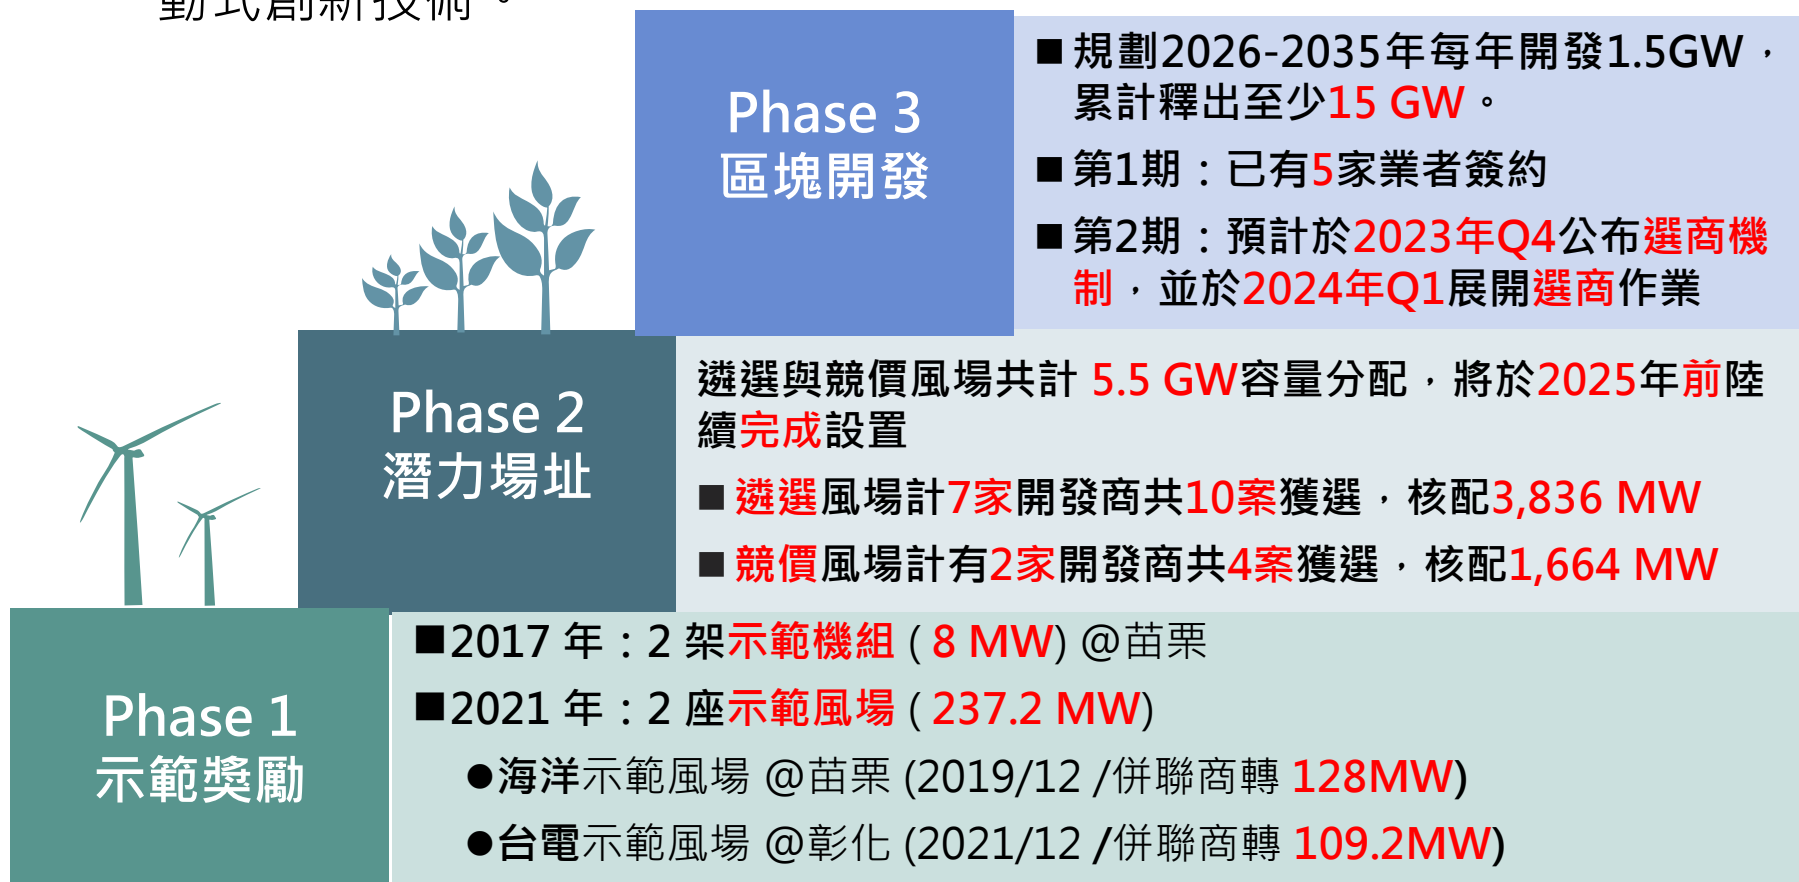 動式創新技術。
Phase 3
區塊開發
■規劃2026-2035年每年開發1.5GW，
累計釋出至少15 GW。
■第1期：已有5家業者簽約
■第2期：預計於2023年Q4公布選商機
制，並於2024年Q1展開選商作業
Phase 2
潛力場址
遴選與競價風場共計 5.5 GW容量分配，將於2025年前陸
續完成設置
■遴選風場計7家開發商共10案獲選，核配3,836 MW
■競價風場計有2家開發商共4案獲選，核配1,664 MW
Phase 1
示範獎勵
■2017 年：2 架示範機組 ( 8 MW) @苗栗
■2021 年：2 座示範風場 ( 237.2 MW)
●海洋示範風場 @苗栗 (2019/12 /併聯商轉 128MW)
●台電示範風場 @彰化 (2021/12 /併聯商轉 109.2MW)